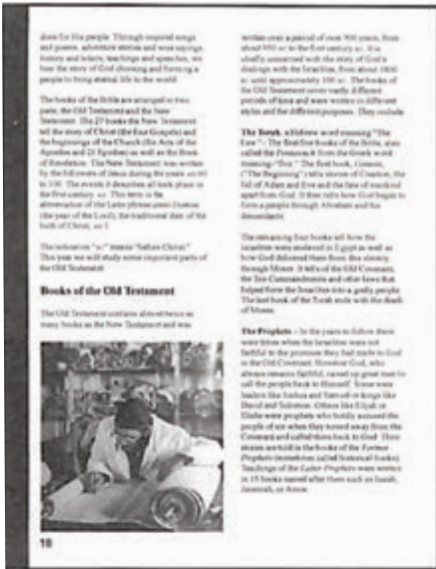 done for His people. Through inspired songs
and poems, adventure stories and wise sayings,
history and letters, teachings and speeches, we
hear the story of God choosing and forming a
people to bring eternal life to the world.
The books of the Bible are arranged in two
parts, the Old Testament and the New
Testament. The 27 books the New Testament
tell the story of Christ (the four Gospels) and
the beginnings of the Church (the Acts of the
Apostles and 21 Epistles) as well as the Book
of Revelation. The New Testament was written
by the followers of Jesus during the years
to 100. The events it describes all took place in
the first century This term is the
abbreviation of the Latin phrase
(the year of the Lord), the traditional date of the
birth of Christ,
The notation means "before Christ."
This year we will study some important parts of
the Old Testament.
Books of the Old Testament
The Old Testament contains almost twice as
many books as the New Testament and was
18
written over a period of over 900 years, from
about 950 BC to the first century BC. It is
chiefly concerned with the story of God's
dealings with the Israelites, from about 1800
BC until approximately 100 BC. The books of
the Old Testament cover vastly different
periods of time and were written in different
styles and for different purposes. They include
The Torah, a Hebrew word meaning "The
Law" - The first five books of the Bible, also
called the Pentateuch from the Greek word
meaning "five." The first book, Genesis,
("The Beginning") tells stories of Creation, the
fall of Adam and Eve and the fate of mankind
apart from God. It then tells how God began to
form a people through Abraham and his
descendants.
The remaining four books tell how the
Israelites were enslaved in Egypt as well as
how God delivered them from this slavery
through Moses. It tells of the Old Covenant,
the Ten Commandments and other laws that
helped form the Israelites into a godly people.
The last book of the Torah ends with the death
of Moses.
The Prophets - In the years to follow there
were times when the Israelites were not
faithful to the promises they had made to God
in the Old Covenant. However God, who
always remains faithful, raised up great men to
call the people back to Himself. Some were
leaders like Joshua and Samuel or kings like
David and Solomon. Others like Elijah or
Elisha were prophets who boldly accused the
people of sin when they turned away from the
Covenant and called them back to God. Their
stories are told in the books of the Former
Prophets (sometimes called historical books).
Teachings of the Latter Prophets were written
in 15 books named after them such as Isaiah,
Jeremiah, or Amos.